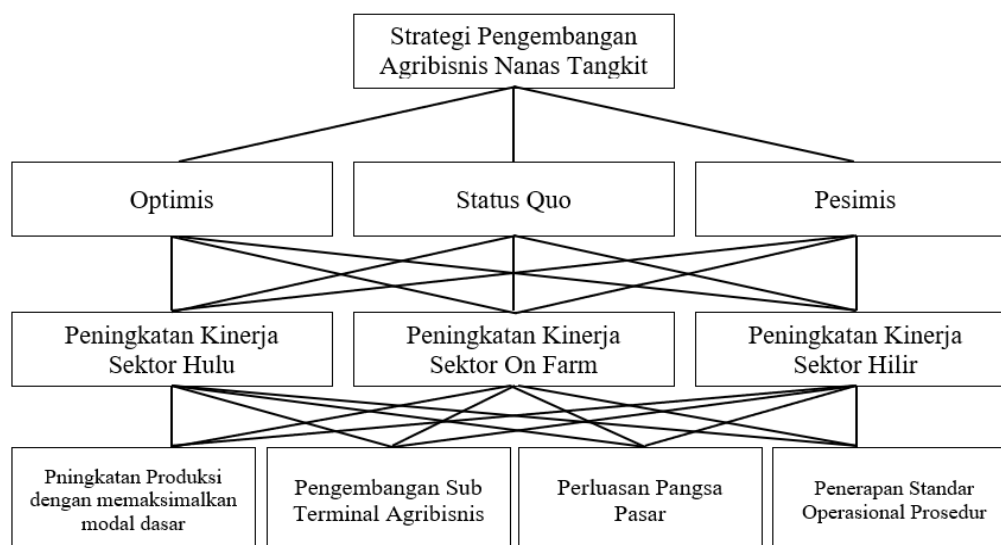 Strategi Pengembangan
Agribisnis Nanas Tangkit
Optimis
Status Quo
Pesimis
Peningkatan Kinerja
Sektor Hulu
Peningkatan Kinerja
Sektor On Farm
Peningkatan Kinerja
Sektor Hilir
Pningkatan Produksi
dengan memaksimalkan
modal dasar
Pengembangan Sub
Terminal Agribisnis
Perluasan Pangsa
Pasar
Penerapan Standar
Operasional Prosedur